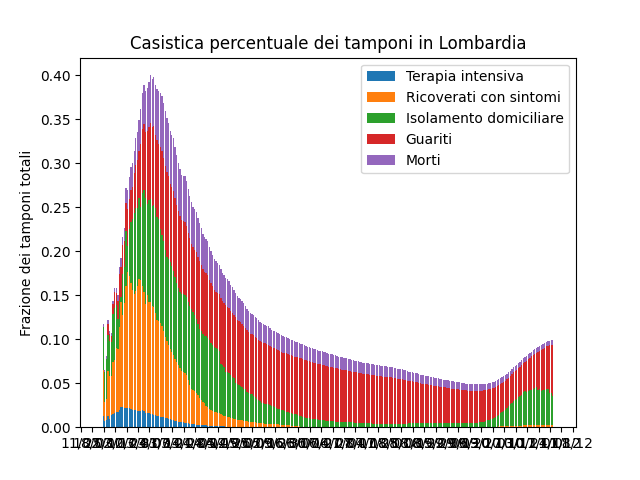 Casistica percentuale dei tamponi in Lombardia
Terapia intensiva
Ricoverati con sintomi
Isolamento domiciliare
Guariti
Morti
Frazione dei tamponi totali
0.40
0.35
0.30
0.25
0.20
0.15
0.10
0.05
0.00